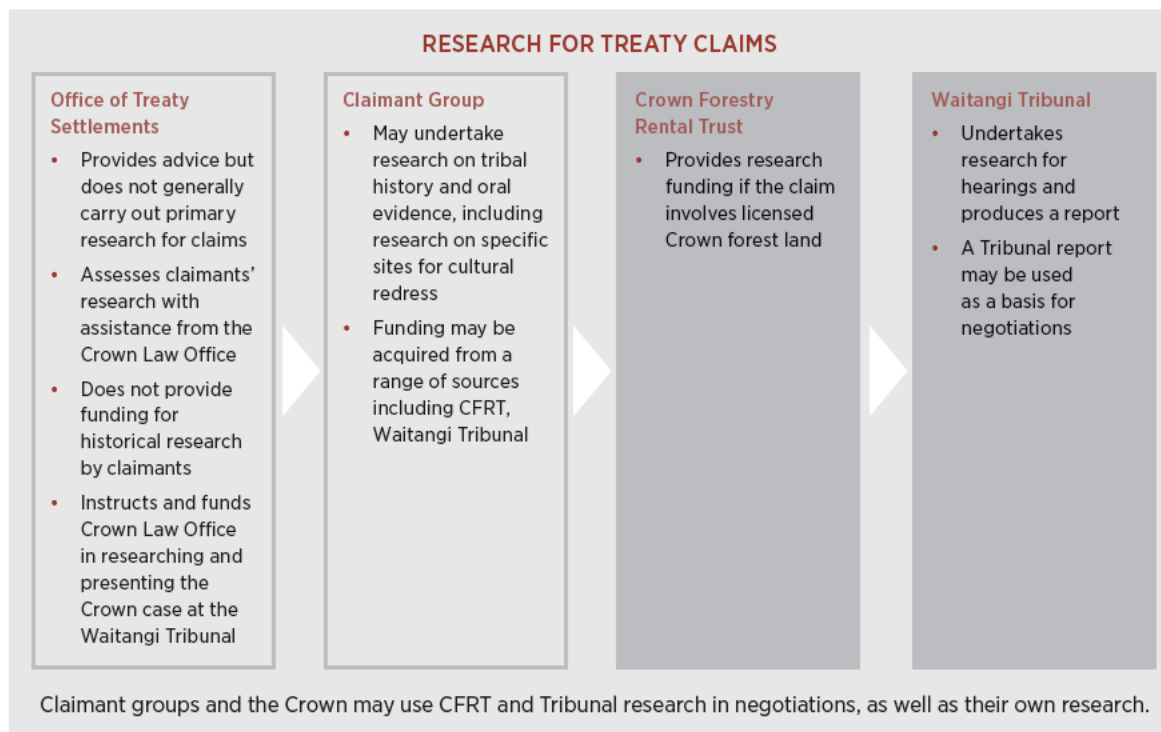 RESEARCH FOR TREATY CLAIMS
Office of Treaty
Settlements
• Provides advice but
does not generally
carry out primary
research for claims
• Assesses claimants’
research with
assistance from the
Crown Law Office
• Does not provide
funding for
historical research
by claimants
• Instructs and funds
Crown Law Office
in researching and
presenting the
Crown case at the
Waitangi Tribunal
Claimant Group
• May undertake
research on tribal
history and oral
evidence, including
research on specific
sites for cultural
redress
• Funding may be
acquired from a
range of sources
including CFRT,
Waitangi Tribunal
Crown Forestry
Rental Trust
• Provides research
funding if the claim
involves licensed
Crown forest land
Waitangi Tribunal
• Undertakes
research for
hearings and
produces a report
• A Tribunal report
may be used
as a basis for
negotiations
Claimant groups and the Crown may use CFRT and Tribunal research in negotiations, as well as their own research.